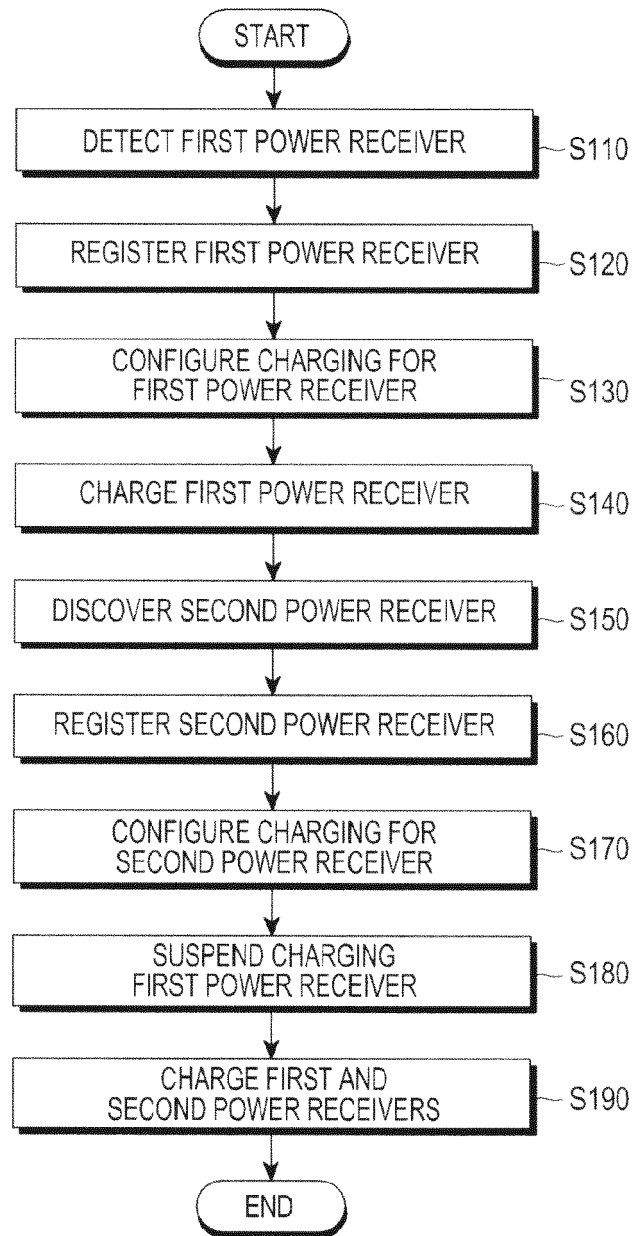 START
DETECT FIRST POWER RECEIVER
S110
REGISTER FIRST POWER RECEIVER
S120
CONFIGURE CHARGING FOR
FIRST POWER RECEIVER
S130
CHARGE FIRST POWER RECEIVER
S140
DISCOVER SECOND POWER RECEIVER
S150
REGISTER SECOND POWER RECEIVER
S160
CONFIGURE CHARGING FOR
SECOND POWER RECEIVER
S170
SUSPEND CHARGING
FIRST POWER RECEIVER
S180
CHARGE FIRST AND
SECOND POWER RECEIVERS
S190
END